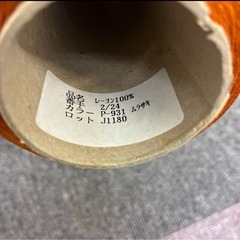 品名 レーヨン100%
番手 2/24
カラー P-931 ムラサキ
ロット J1180